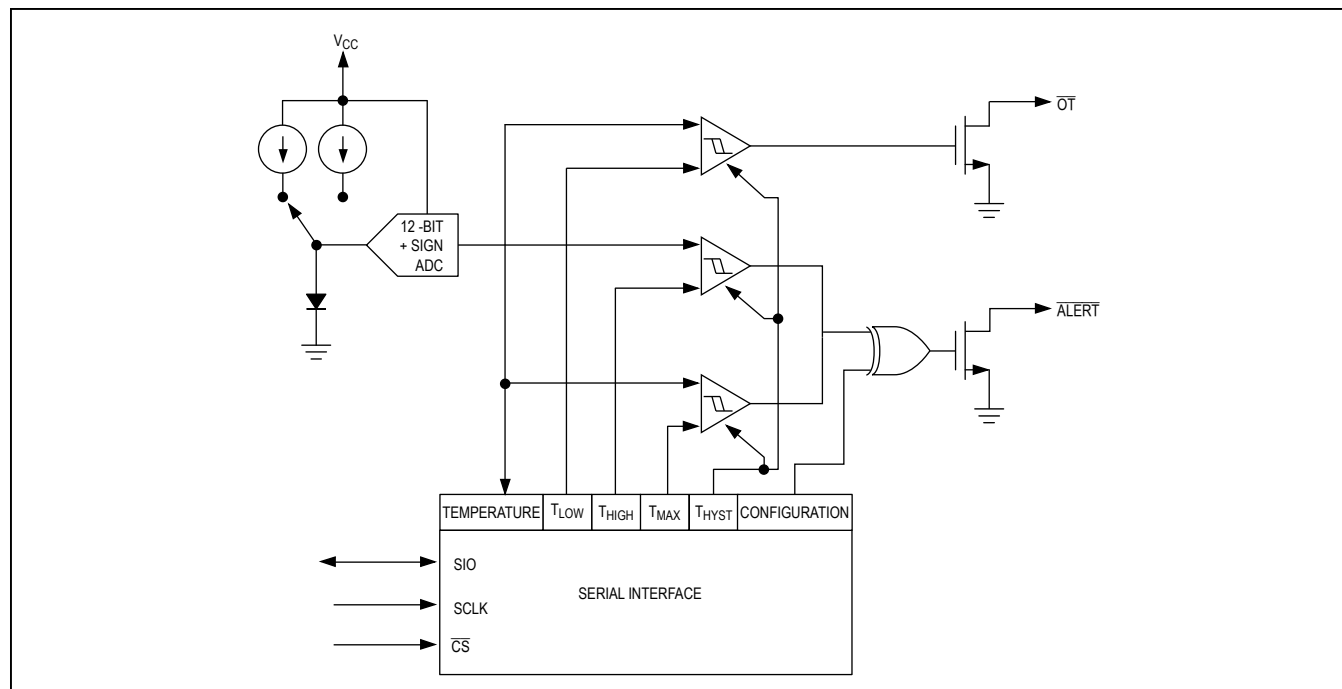 VCC
OT
12 -BIT
+ SIGN
ADC
ALERT
TEMPERATURE TLOW THIGH TMAX THYST CONFIGURATION
SIO
SERIAL INTERFACE
SCLK
CS